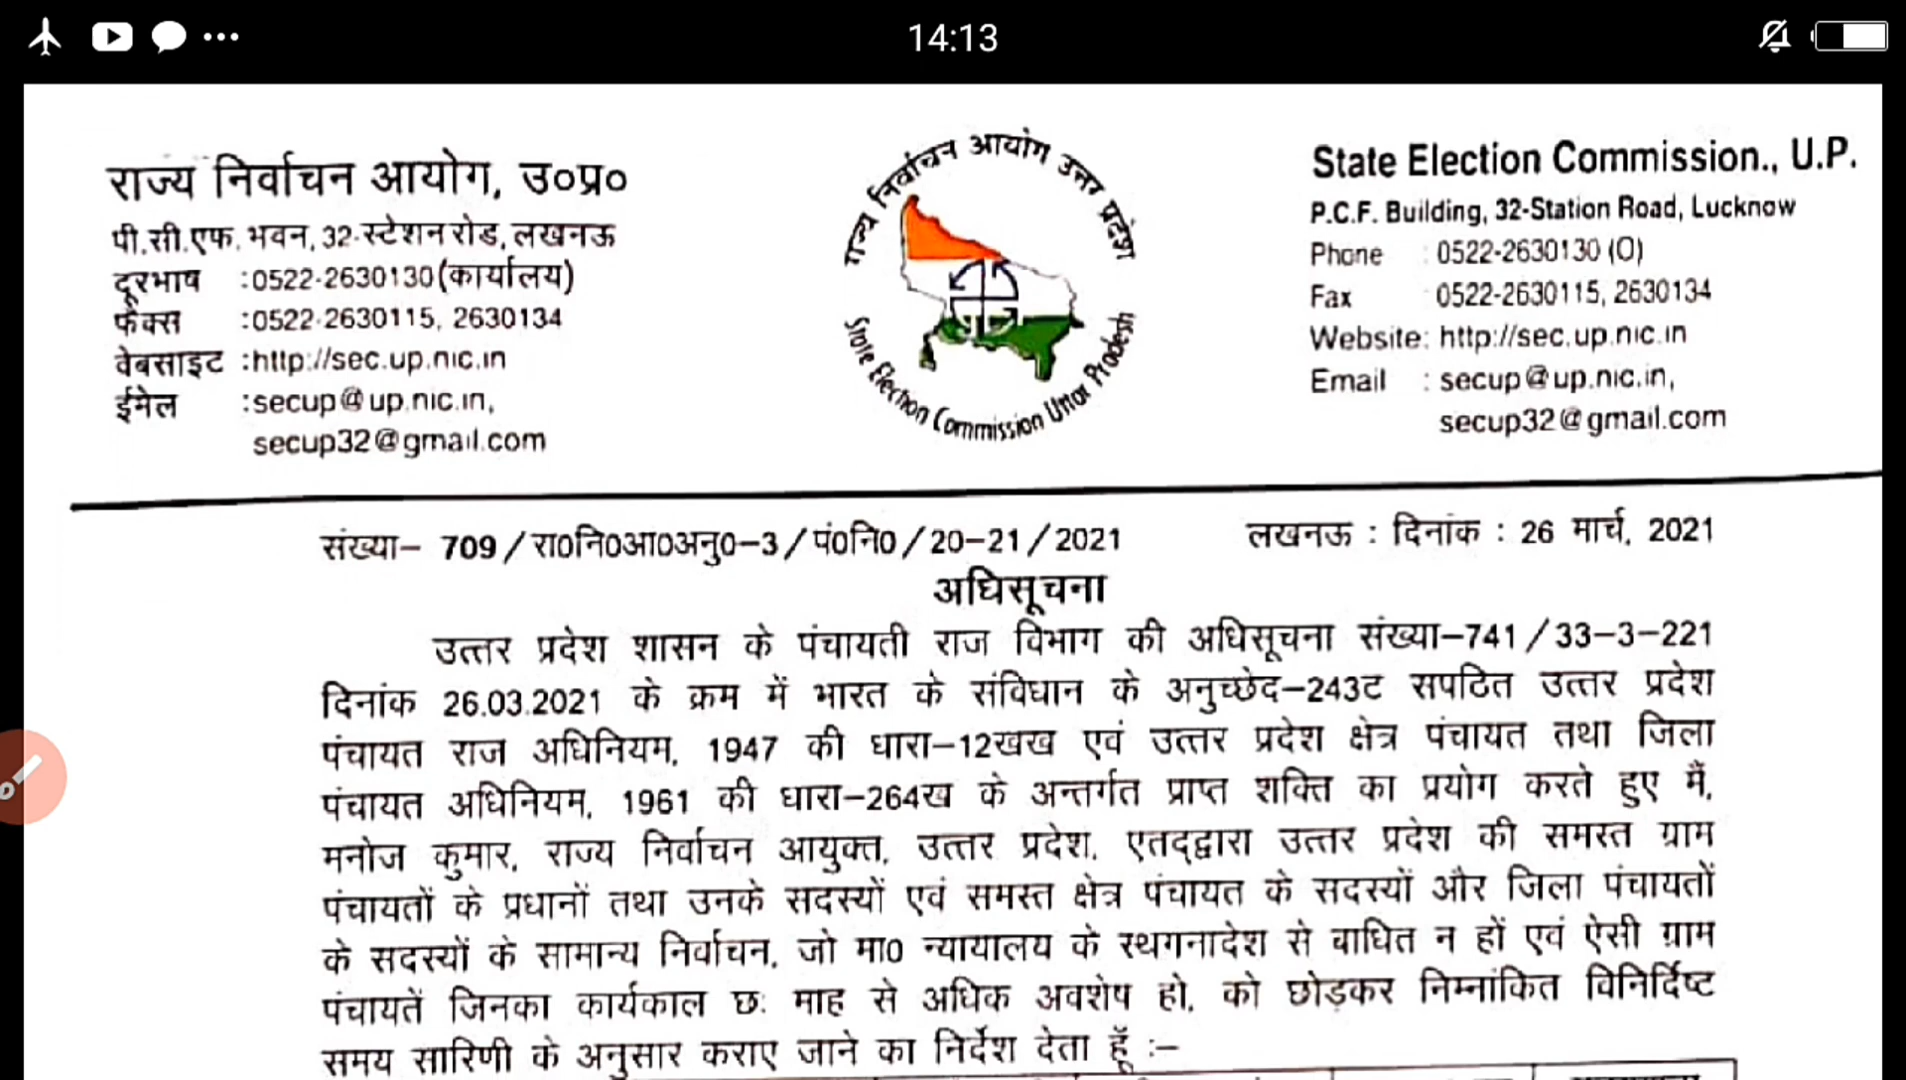 14:13
राज्य निर्वाचन आयोग, उ०प्र०
पी.सी.एफ. भवन, 32-स्टेशन रोड, लखनऊ
दूरभाष :0522-2630130(कार्यालय)
फैक्स :0522-2630115, 2630134
वेबसाइट :http://sec.up.nic.in
ईमेल :secup@up.nic.in,
secup32@gmail.com
राज्य निर्वाचन आयोग उत्तर प्रदेश
State Election Commission Uttar Pradesh
State Election Commission., U.P.
P.C.F. Building, 32-Station Road, Lucknow
Phone : 0522-2630130 (O)
Fax 0522-2630115, 2630134
Website: http://sec.up.nic.in
Email : secup@up.nic.in,
secup32@gmail.com
संख्या- 709/रा0नि0आ0अनु0-3/पं0नि0/20-21/2021
लखनऊ : दिनांक : 26 मार्च, 2021
अधिसूचना
उत्तर प्रदेश शासन के पंचायती राज विभाग की अधिसूचना संख्या-741/33-3-221
दिनांक 26.03.2021 के क्रम में भारत के संविधान के अनुच्छेद-243ट सपठित उत्तर प्रदेश
पंचायत राज अधिनियम, 1947 की धारा-12खख एवं उत्तर प्रदेश क्षेत्र पंचायत तथा जिला
पंचायत अधिनियम, 1961 की धारा-264ख के अन्तर्गत प्राप्त शक्ति का प्रयोग करते हुए मैं,
मनोज कुमार, राज्य निर्वाचन आयुक्त, उत्तर प्रदेश, एतद्द्वारा उत्तर प्रदेश की समस्त ग्राम
पंचायतों के प्रधानों तथा उनके सदस्यों एवं समस्त क्षेत्र पंचायत के सदस्यों और जिला पंचायतों
के सदस्यों के सामान्य निर्वाचन, जो मा0 न्यायालय के स्थगनादेश से बाधित न हों एवं ऐसी ग्राम
पंचायतें जिनका कार्यकाल छः माह से अधिक अवशेष हो, को छोड़कर निम्नांकित विनिर्दिष्ट
समय सारिणी के अनुसार कराए जाने का निर्देश देता हूँ :-